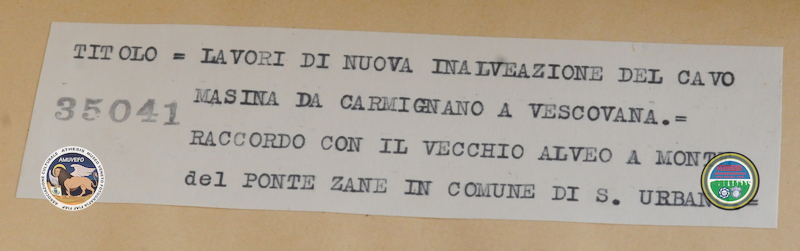 TITOLO = LAVORI DI NUOVA INALVEAZIONE DEL CAVO
35041 MASINA DA CARMIGNANO A VESCOVANA.=
RACCORDO CON IL VECCHIO ALVEO A
del PONTE ZANE IN COMUNE DI S.
AMUVEFO